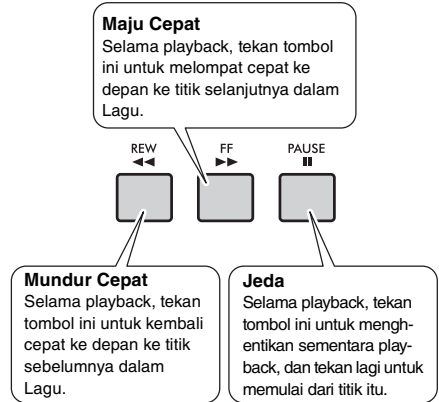 Maju Cepat
Selama playback, tekan tombol
ini untuk melompat cepat ke
depan ke titik selanjutnya dalam
Lagu.
REW
FF
PAUSE
Mundur Cepat
Selama playback, tekan
tombol ini untuk kembali
cepat ke depan ke titik
sebelumnya dalam
Lagu.
Jeda
Selama playback, tekan
tombol ini untuk mengh-
entikan sementara play-
back, dan tekan lagi untuk
memulai dari titik itu.